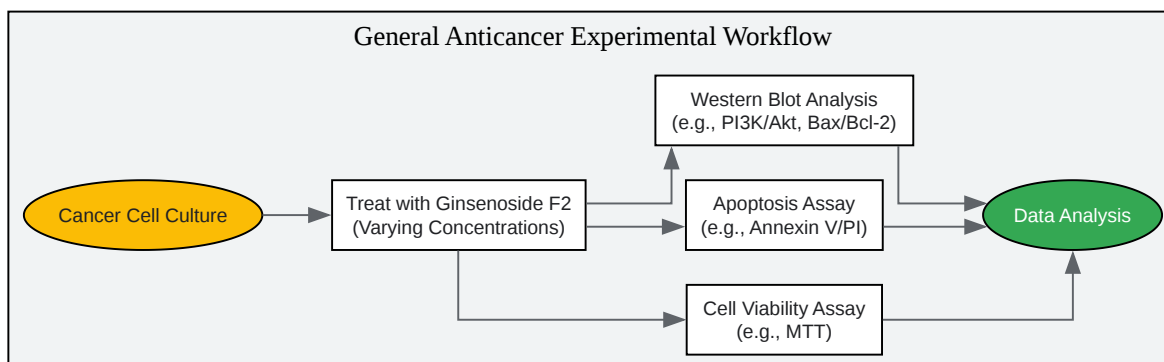 General Anticancer Experimental Workflow
Western Blot Analysis
(e.g., PI3K/Akt, Bax/Bcl-2)
Cancer Cell Culture
Treat with Ginsenoside F2
(Varying Concentrations)
Apoptosis Assay
(e.g., Annexin V/PI)
Data Analysis
Cell Viability Assay
(e.g., MTT)